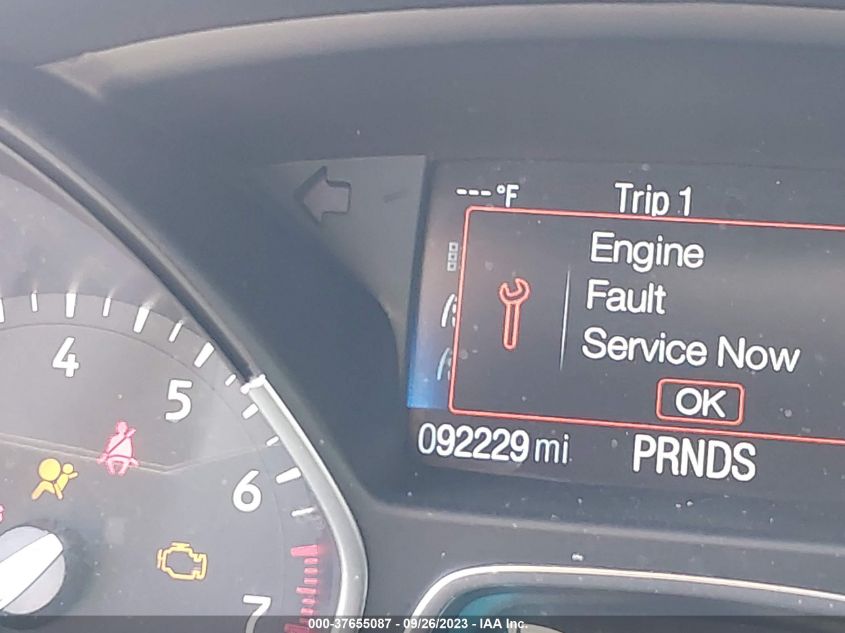 ---°F Trip 1
Engine
Fault
Service Now
OK
092229 mi PRNDS
4
5
6
7
000-37655087 - 09/26/2023 - IAA Inc.